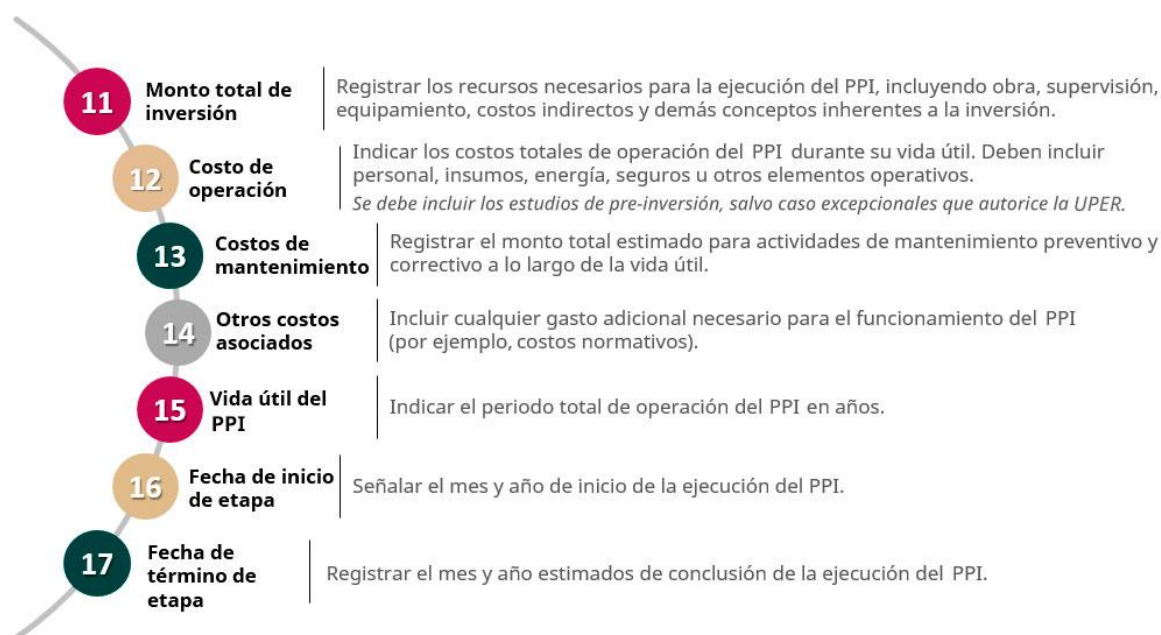 11
Monto total de
inversión
Registrar los recursos necesarios para la ejecución del PPI, incluyendo obra, supervisión,
equipamiento, costos indirectos y demás conceptos inherentes a la inversión.
12
Costo de
operación
Indicar los costos totales de operación del PPI durante su vida útil. Deben incluir
personal, insumos, energía, seguros u otros elementos operativos.
Se debe incluir los estudios de pre-inversión, salvo caso excepcionales que autorice la UPER.
13
Costos de
mantenimiento
Registrar el monto total estimado para actividades de mantenimiento preventivo y
correctivo a lo largo de la vida útil.
14
Otros costos
asociados
Incluir cualquier gasto adicional necesario para el funcionamiento del PPI
(por ejemplo, costos normativos).
15
Vida útil del
PPI
Indicar el periodo total de operación del PPI en años.
16
Fecha de inicio
de etapa
Señalar el mes y año de inicio de la ejecución del PPI.
17
Fecha de
término de
etapa
Registrar el mes y año estimados de conclusión de la ejecución del PPI.